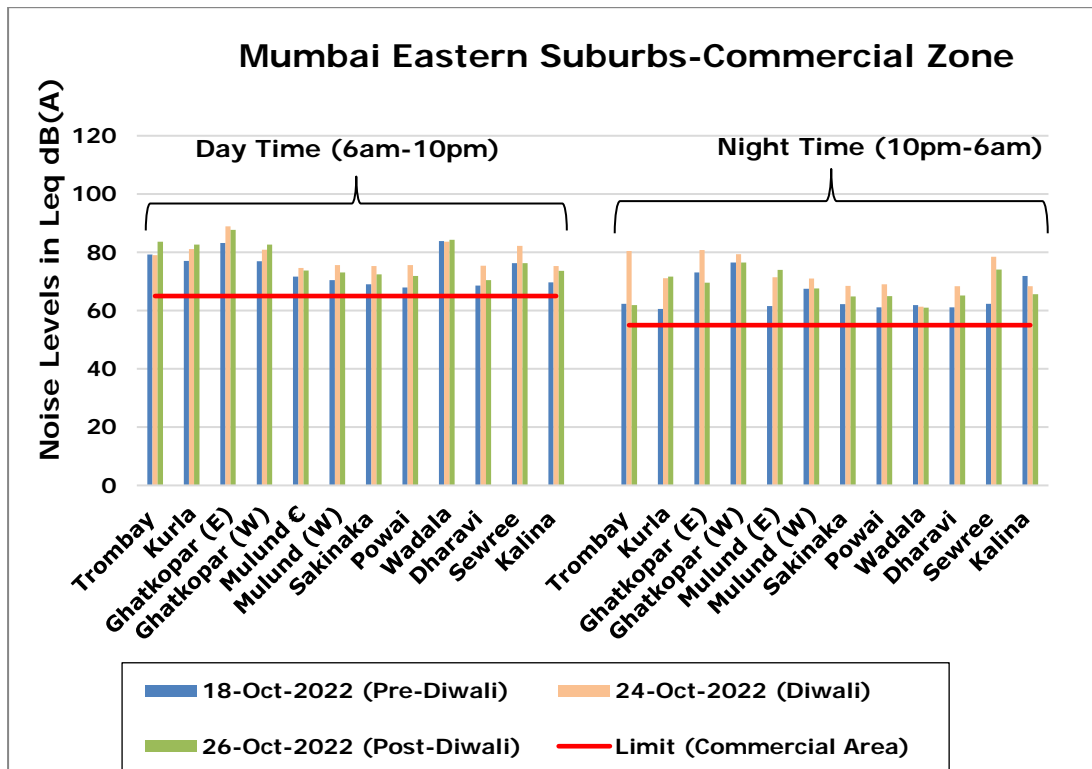 Mumbai Eastern Suburbs-Commercial Zone
Noise Levels in Leq dB(A)
120
100
80
60
40
20
0
Day Time (6am-10pm)
Night Time (10pm-6am)
Trombay
Kurla
Ghatkopar (E)
Ghatkopar (W)
Mulund €
Mulund (W)
Sakinaka
Powai
Wadala
Dharavi
Sewree
Kalina
Trombay
Kurla
Ghatkopar (E)
Ghatkopar (W)
Mulund (E)
Mulund (W)
Sakinaka
Powai
Wadala
Dharavi
Sewree
Kalina
18-Oct-2022 (Pre-Diwali)
24-Oct-2022 (Diwali)
26-Oct-2022 (Post-Diwali)
Limit (Commercial Area)